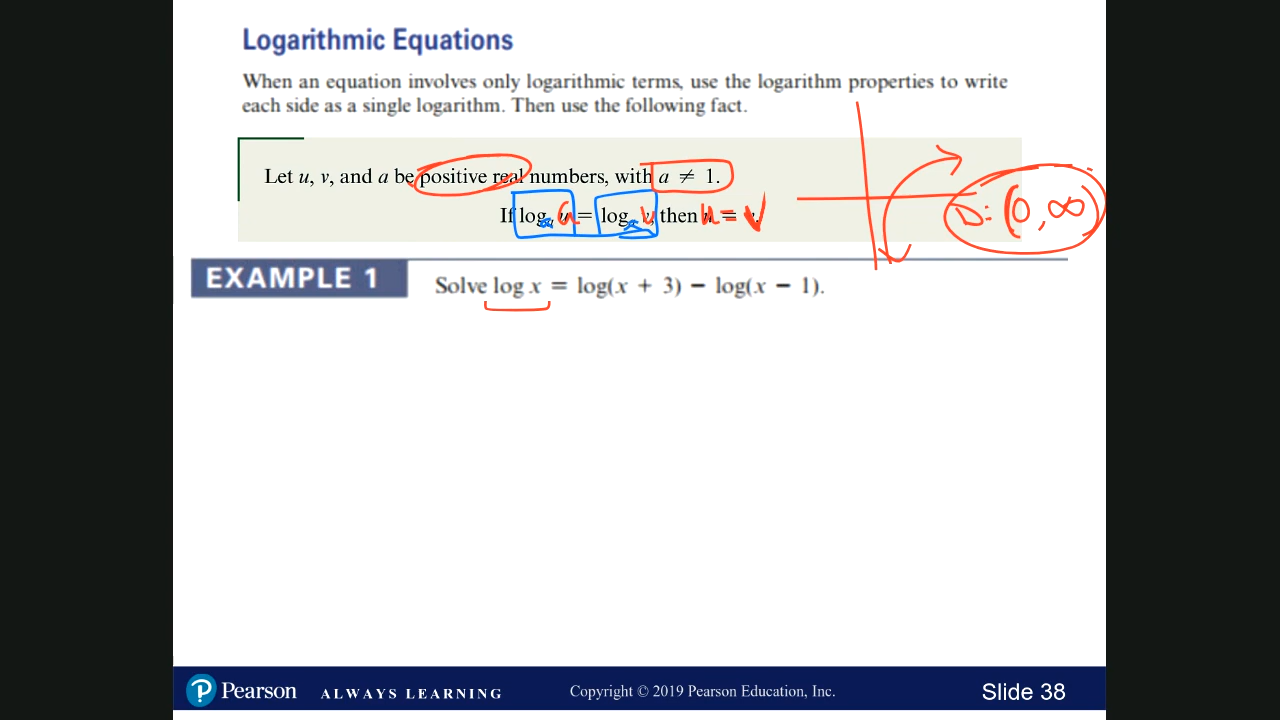 Logarithmic Equations
When an equation involves only logarithmic terms, use the logarithm properties to write
each side as a single logarithm. Then use the following fact.
Let u, v, and a be positive real numbers, with a ≠ 1.
If logₐ u = logₐ v, then u = v
D: (0, ∞)
EXAMPLE 1 Solve log x = log(x + 3) − log(x − 1).
Pearson ALWAYS LEARNING Copyright © 2019 Pearson Education, Inc. Slide 38